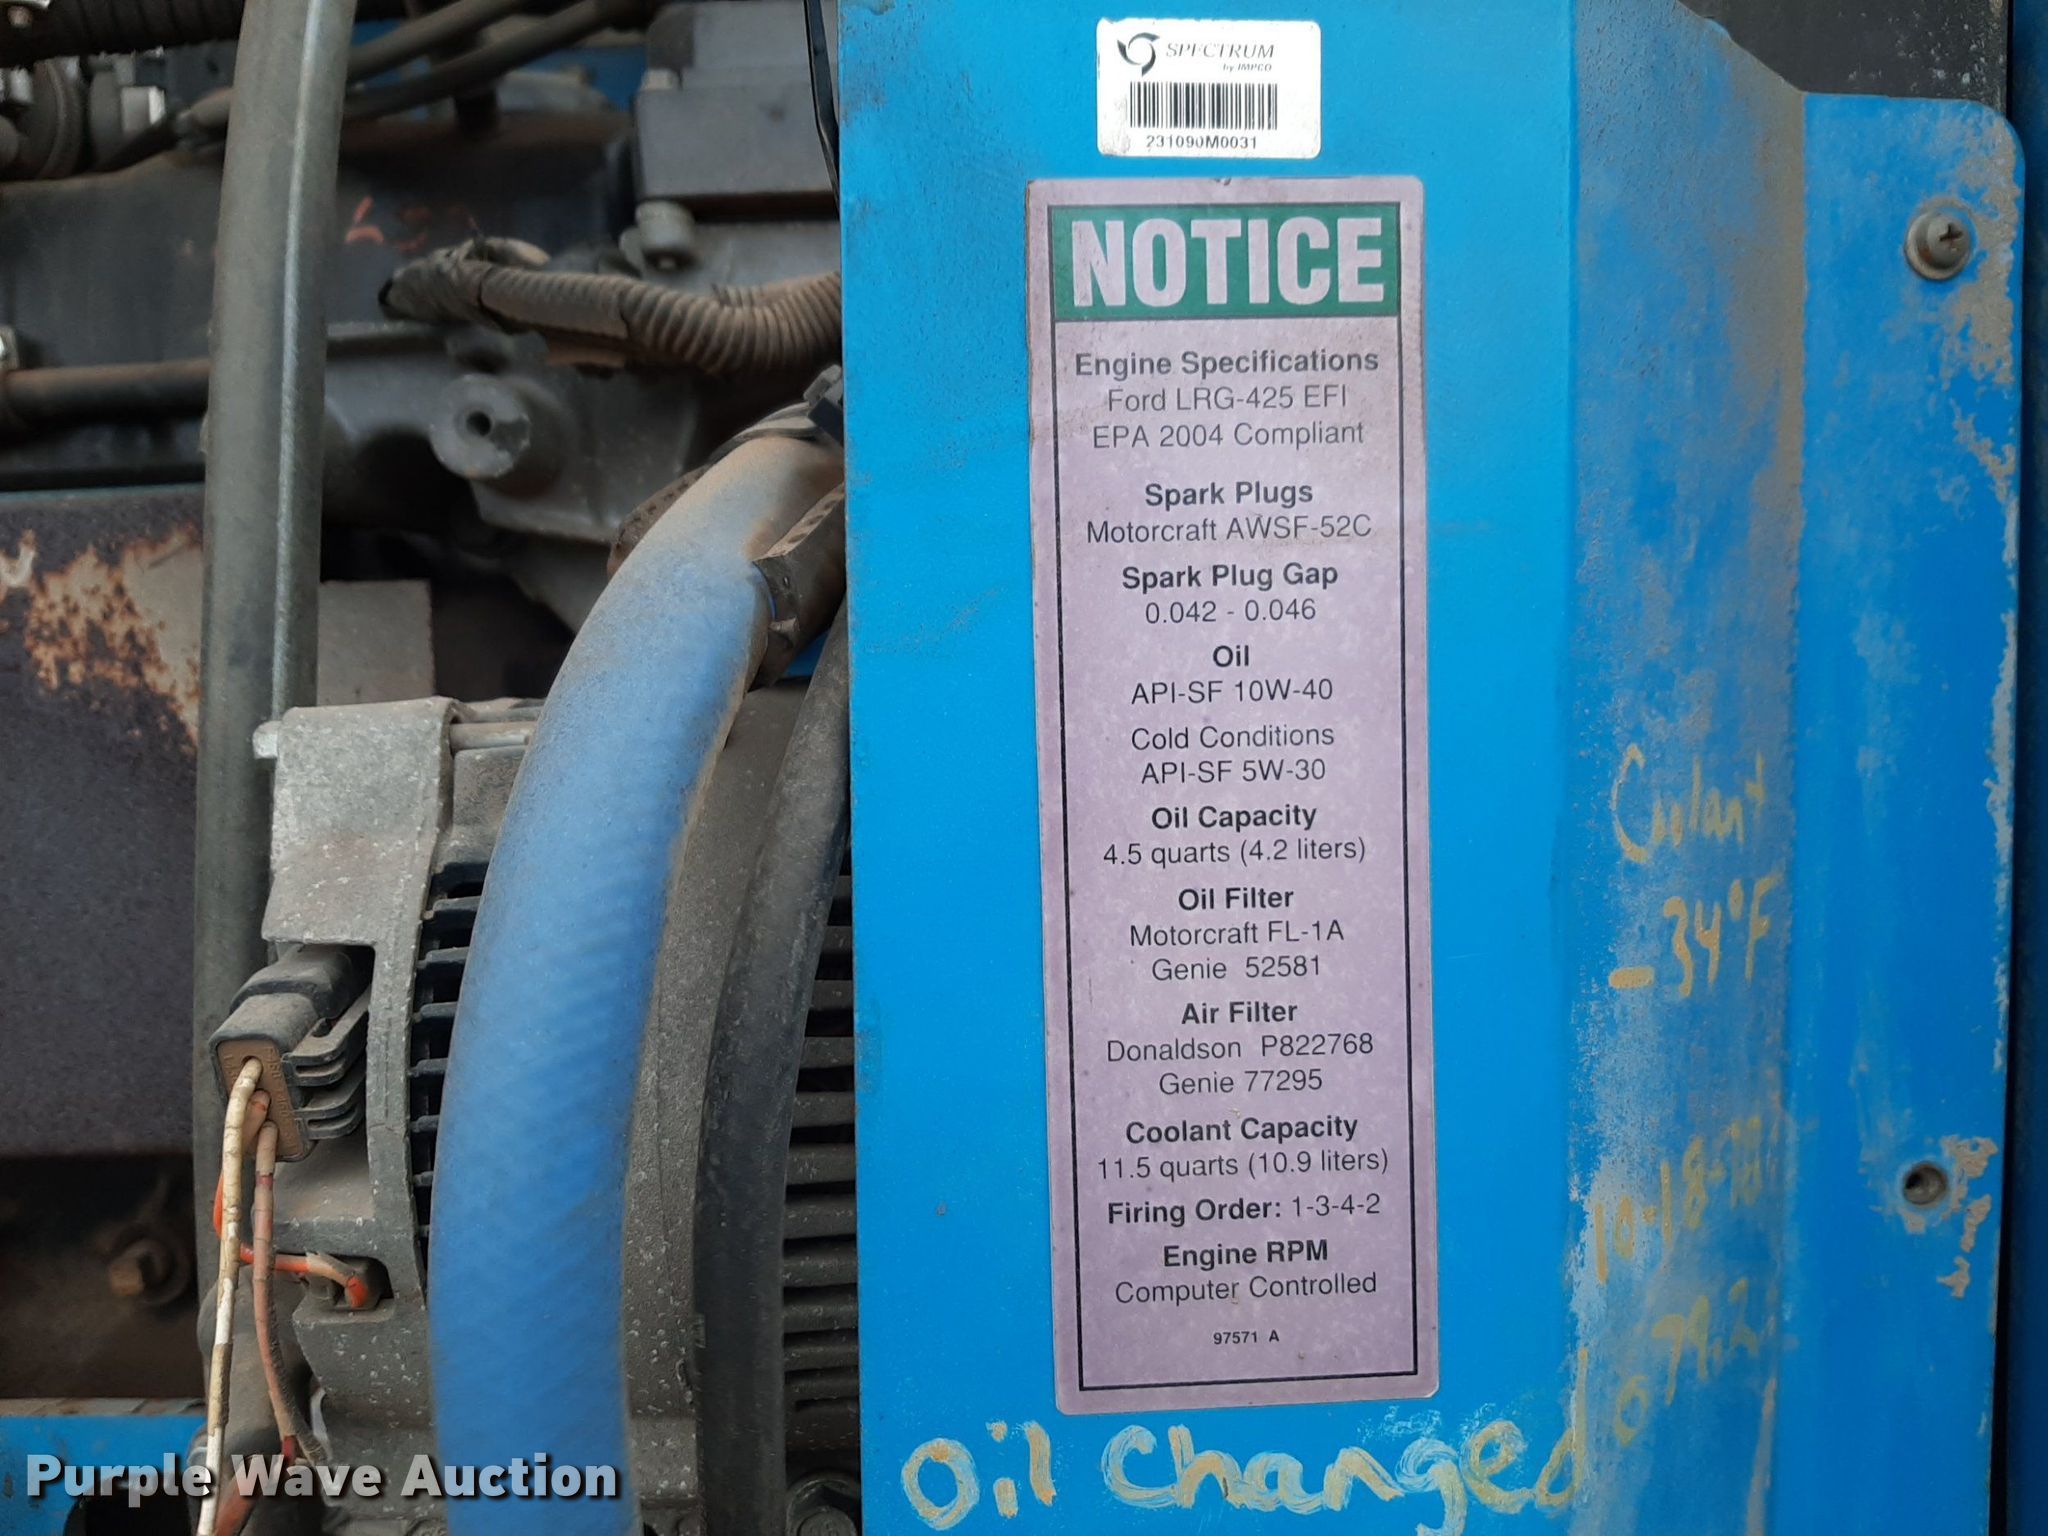 SPECTRUM
by IMPCO
231090M0031
NOTICE
Engine Specifications
Ford LRG-425 EFI
EPA 2004 Compliant
Spark Plugs
Motorcraft AWSF-52C
Spark Plug Gap
0.042 - 0.046
Oil
API-SF 10W-40
Cold Conditions
API-SF 5W-30
Oil Capacity
4.5 quarts (4.2 liters)
Oil Filter
Motorcraft FL-1A
Genie 52581
Air Filter
Donaldson P822768
Genie 77295
Coolant Capacity
11.5 quarts (10.9 liters)
Firing Order: 1-3-4-2
Engine RPM
Computer Controlled
97571 A
Coolant
-34°F
Oil Changed
Purple Wave Auction